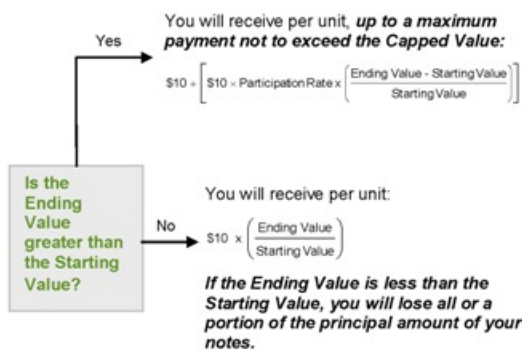 You will receive per unit, up to a maximum
payment not to exceed the Capped Value:
Yes
$10 + [ $10 × Participation Rate x ( Ending Value - Starting Value / Starting Value ) ]
Is the
Ending
Value
greater than
the Starting
Value?
No
You will receive per unit:
$10 x ( Ending Value / Starting Value )
If the Ending Value is less than the
Starting Value, you will lose all or a
portion of the principal amount of your
notes.